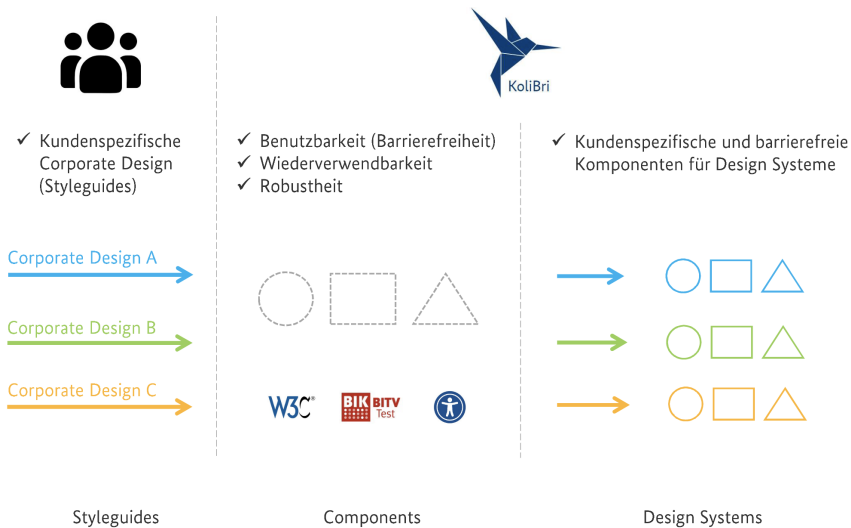 KoliBri
✓ Kundenspezifische
Corporate Design
(Styleguides)
✓ Benutzbarkeit (Barrierefreiheit)
✓ Wiederverwendbarkeit
✓ Robustheit
✓ Kundenspezifische und barrierefreie
Komponenten für Design Systeme
Corporate Design A
Corporate Design B
Corporate Design C
W3C®
BIK BITV
Test
Styleguides
Components
Design Systems